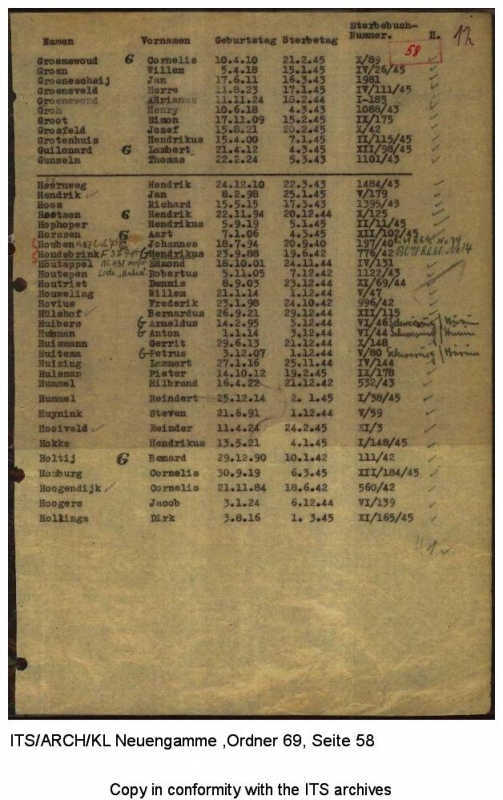 Sterbebuch-
Namen Vornamen Geburtstag Sterbetag Nummer. H. 12
58
Groenswoud G Cornelis 10.4.10 21.2.45 X/89
Groen Willem 5.4.18 15.1.45 IV/26/45
Groenescheij Jan 17.6.11 16.3.43 1981
Groeneveld Harre 11.8.23 17.1.45 IV/111/45
Adrianus 11.11.24 16.2.44 I-185
Groh Henry 10.6.18 4.3.43 1088/43
Groot Simon 17.11.09 15.2.45 IX/175
Grosfeld Josef 15.8.21 20.2.45 X/42
Grotenhuis Hendrikus 15.4.00 7.1.45 II/115/45
Guilonard G Lambert 21.4.12 4.3.45 XII/98/45
Gunseln Thomas 22.2.24 5.3.43 1101/43
Hendrik 24.12.10 22.3.43 1484/43
Hendrik Jan 8.2.98 25.1.45 V/179
Hoos Richard 15.5.15 17.3.43 1395/43
Hootsen G Hendrik 22.11.94 20.12.44 X/125
Hophoper Hendrikus 5.9.19 5.1.45 II/11/45
Horssen G Aart 7.1.06 4.3.45 XII/102/45
Houben Johannes 18.7.94 20.9.40 197/40
Hondebrink G Hendrikus 23.9.88 19.6.42 776/42
Houtappel Edmond 18.10.01 24.11.44 IV/131
Houtepen Robertus 5.11.05 7.12.42 1122/43
Houtriet Dennis 8.9.03 23.12.44 XI/69/44
Houweling Willem 21.1.14 1.12.44 V/47
Hovius Frederik 23.1.98 24.10.42 996/42
Hülshof Bernardus 26.9.21 29.12.44 XII/115
Huibers G Arneldus 14.2.95 3.12.44 VI/46
G Anton 1.1.14 3.12.44 VI/44
Huismann Gerrit 29.6.13 21.12.44 X/148
Huitema G Petrus 3.12.07 1.12.44 V/80
Huizing Lammert 27.1.16 25.11.44 IV/144
Hulsman Pieter 14.10.12 19.2.45 IX/178
Hummel Hilbrand 16.4.22 21.12.42 532/43
Hummel Reindert 25.12.14 2. 1.45 I/38/45
Huynink Steven 21.6.91 1.12.44 V/59
Hooiveld Reinder 11.4.24 24.2.45 XI/3
Hokke Hendrikus 13.5.21 4.1.45 I/148/45
Holtij G Bernard 29.12.90 10.1.42 111/42
Cornelis 30.9.19 6.3.45 XII/184/45
Hoogendijk Cornelis 21.11.84 18.6.42 560/42
Hoogers Jacob 3.1.24 6.12.44 VI/139
Hollinga Dirk 3.8.16 1. 3.45 XI/165/45
ITS/ARCH/KL Neuengamme ,Ordner 69, Seite 58
Copy in conformity with the ITS archives